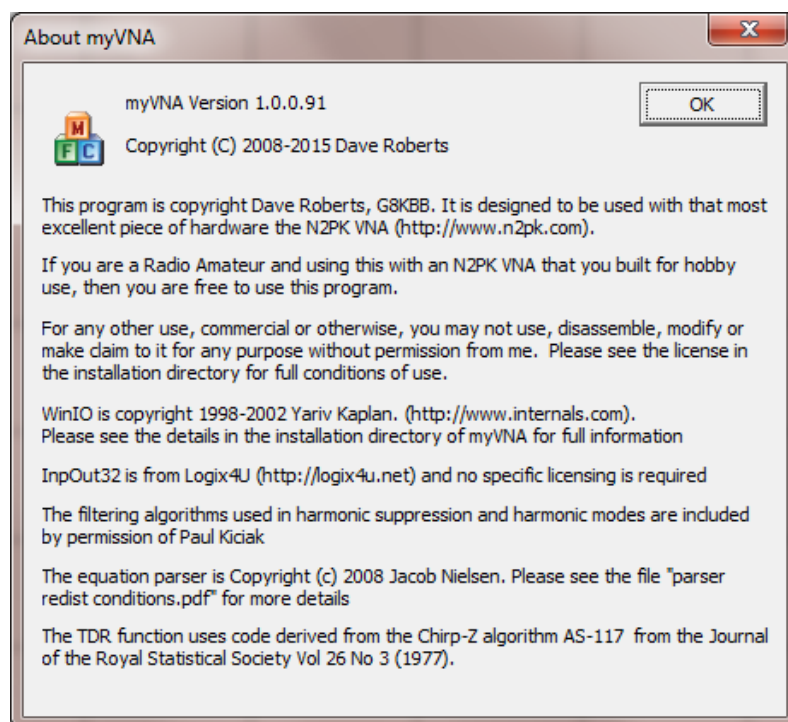 About myVNA
X
myVNA Version 1.0.0.91
OK
Copyright (C) 2008-2015 Dave Roberts
M
F C
This program is copyright Dave Roberts, G8KBB. It is designed to be used with that most
excellent piece of hardware the N2PK VNA (http://www.n2pk.com).
If you are a Radio Amateur and using this with an N2PK VNA that you built for hobby
use, then you are free to use this program.
For any other use, commercial or otherwise, you may not use, disassemble, modify or
make claim to it for any purpose without permission from me.  Please see the license in
the installation directory for full conditions of use.
WinIO is copyright 1998-2002 Yariv Kaplan. (http://www.internals.com).
Please see the details in the installation directory of myVNA for full information
InpOut32 is from Logix4U (http://logix4u.net) and no specific licensing is required
The filtering algorithms used in harmonic suppression and harmonic modes are included
by permission of Paul Kiciak
The equation parser is Copyright (c) 2008 Jacob Nielsen. Please see the file "parser
redist conditions.pdf" for more details
The TDR function uses code derived from the Chirp-Z algorithm AS-117  from the Journal
of the Royal Statistical Society Vol 26 No 3 (1977).